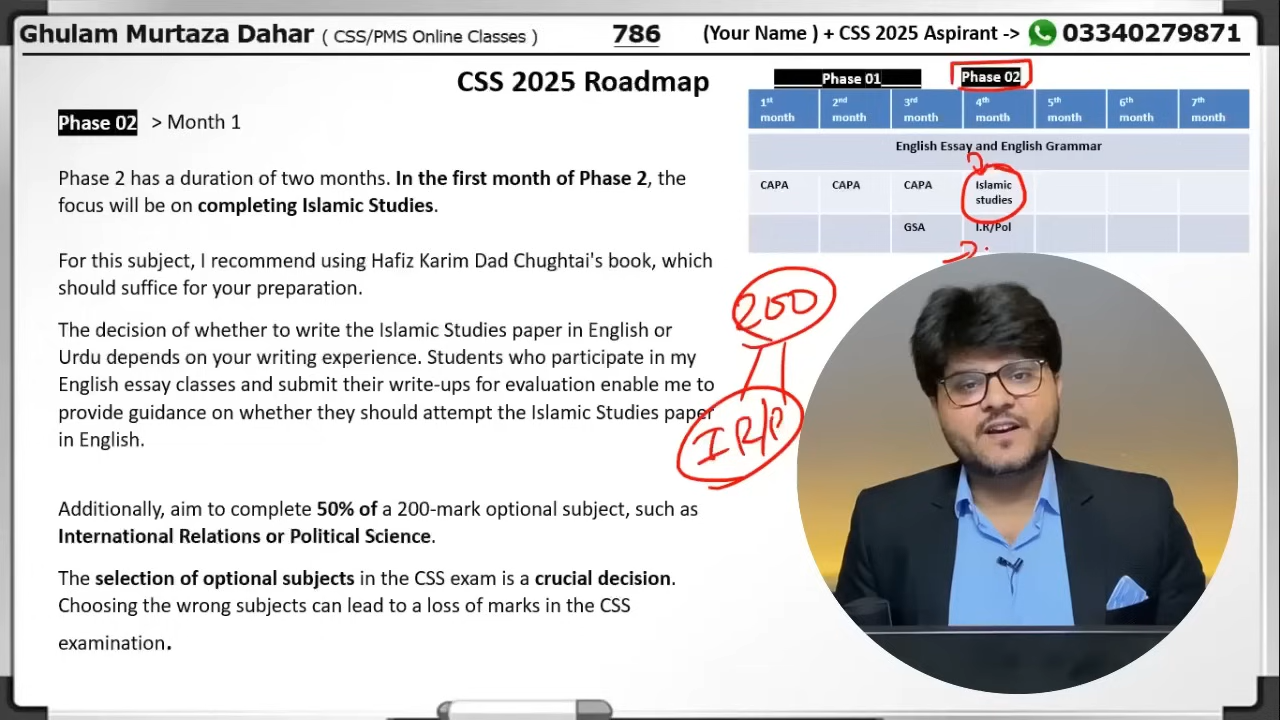 Ghulam Murtaza Dahar ( CSS/PMS Online Classes ) 786 (Your Name ) + CSS 2025 Aspirant -> 03340279871
CSS 2025 Roadmap
Phase 01 Phase 02
1st month 2nd month 3rd month 4th month 5th month 6th month 7th month
English Essay and English Grammar
CAPA CAPA CAPA Islamic studies
GSA I.R/Pol
Phase 02 > Month 1
Phase 2 has a duration of two months. In the first month of Phase 2, the
focus will be on completing Islamic Studies.
For this subject, I recommend using Hafiz Karim Dad Chughtai's book, which
should suffice for your preparation.
The decision of whether to write the Islamic Studies paper in English or
Urdu depends on your writing experience. Students who participate in my
English essay classes and submit their write-ups for evaluation enable me to
provide guidance on whether they should attempt the Islamic Studies paper
in English.
Additionally, aim to complete 50% of a 200-mark optional subject, such as
International Relations or Political Science.
The selection of optional subjects in the CSS exam is a crucial decision.
Choosing the wrong subjects can lead to a loss of marks in the CSS
examination.
200
IR/P